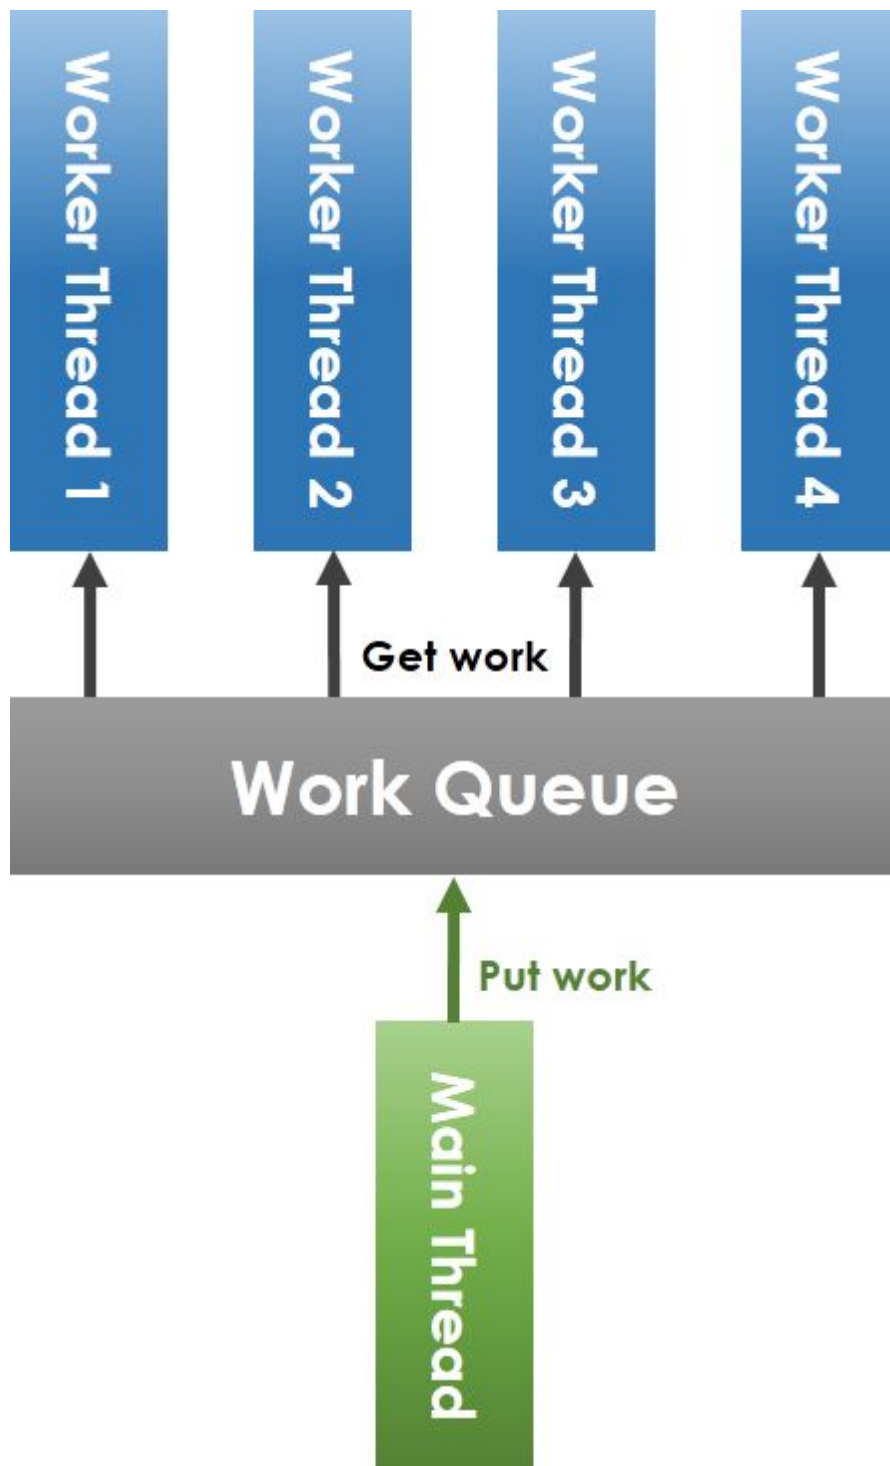 Worker Thread 1
Worker Thread 2
Worker Thread 3
Worker Thread 4
Get work
Work Queue
Put work
Main Thread